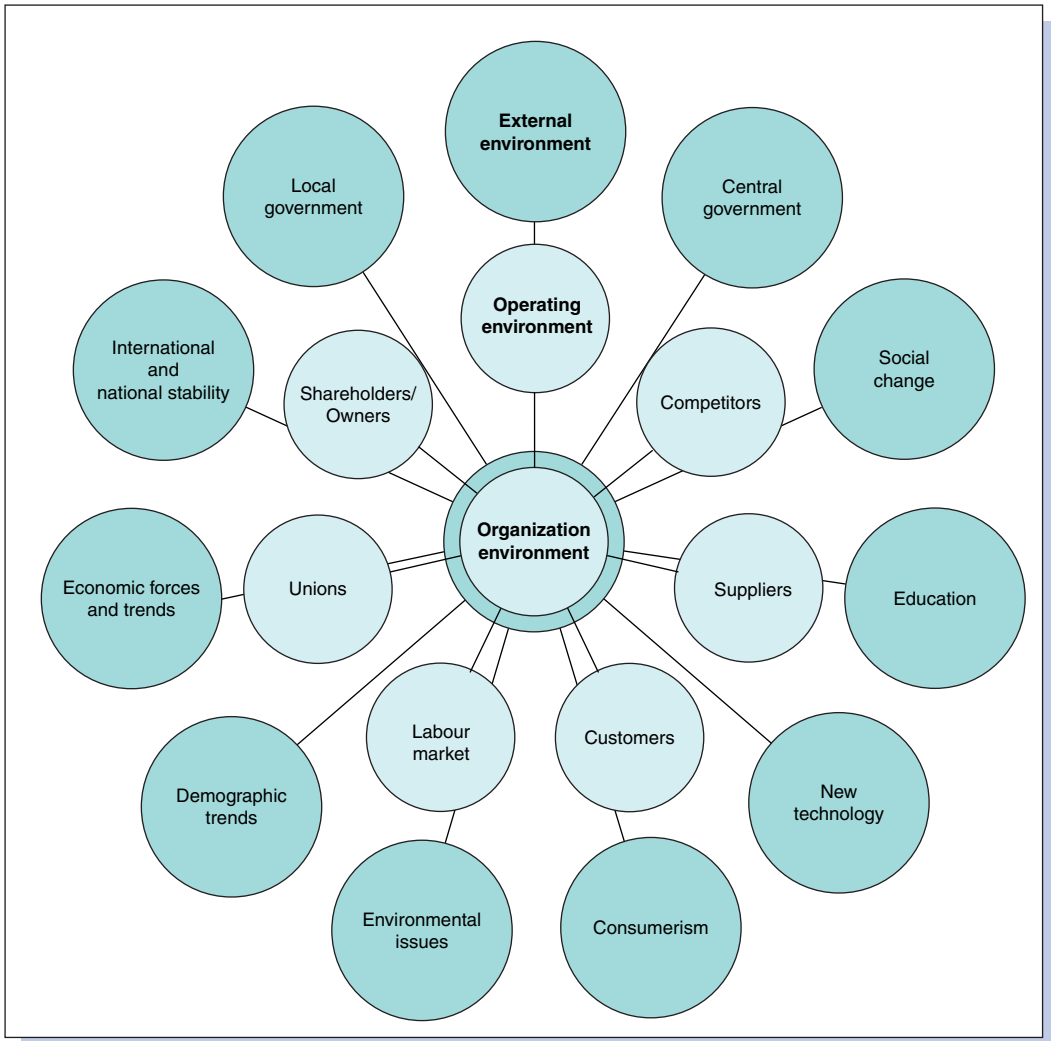 External
environment
Local
government
Central
government
Operating
environment
International
and
national stability
Shareholders/
Owners
Competitors
Social
change
Organization
environment
Economic forces
and trends
Unions
Suppliers
Education
Labour
market
Customers
Demographic
trends
New
technology
Environmental
issues
Consumerism